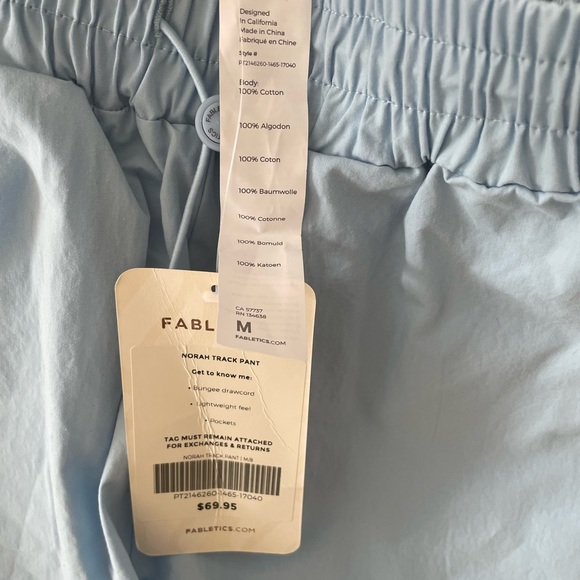 Designed
In California
Made in China
Fabriqué en Chine
Style #
PT2146260-1465-17040
Body:
100% Cotton
100% Algodon
100% Coton
100% Baumwolle
100% Cotonne
100% Bomuld
100% Katoen
CA 57737
RN 134638
M
FABLETICS.COM
FABLETICS
FABL
NORAH TRACK PANT
Get to know me:
• Bungee drawcord
• Lightweight feel
• Pockets
TAG MUST REMAIN ATTACHED
FOR EXCHANGES & RETURNS
NORAH TRACK PANT | M/8
PT2146260-1465-17040
$69.95
FABLETICS.COM